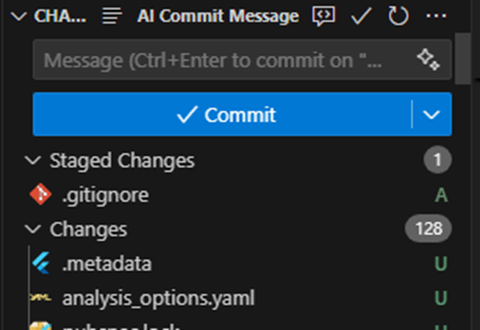 CHA... AI Commit Message
Message (Ctrl+Enter to commit on "...
Commit
Staged Changes 1
.gitignore A
Changes 128
.metadata U
analysis_options.yaml U